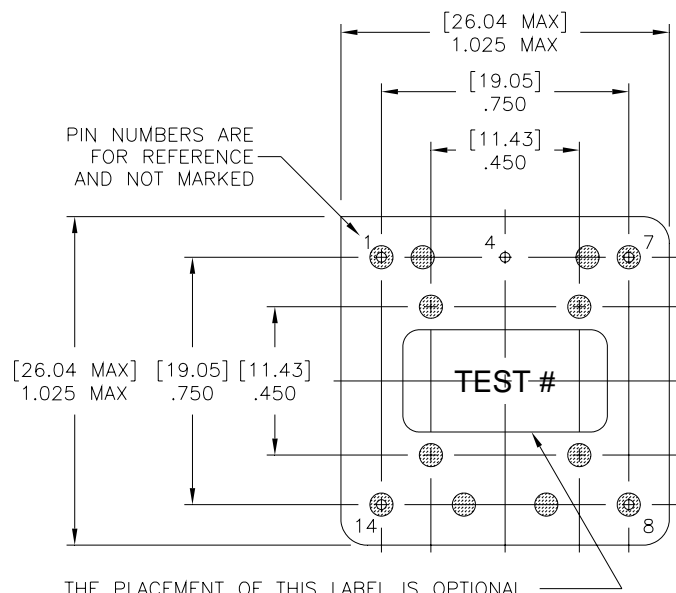 [26.04 MAX]
1.025 MAX
[19.05]
.750
[11.43]
.450
PIN NUMBERS ARE
FOR REFERENCE
AND NOT MARKED
1
4
7
[26.04 MAX]
1.025 MAX
[19.05]
.750
[11.43]
.450
TEST #
14
8
THE PLACEMENT OF THIS LABEL IS OPTIONAL